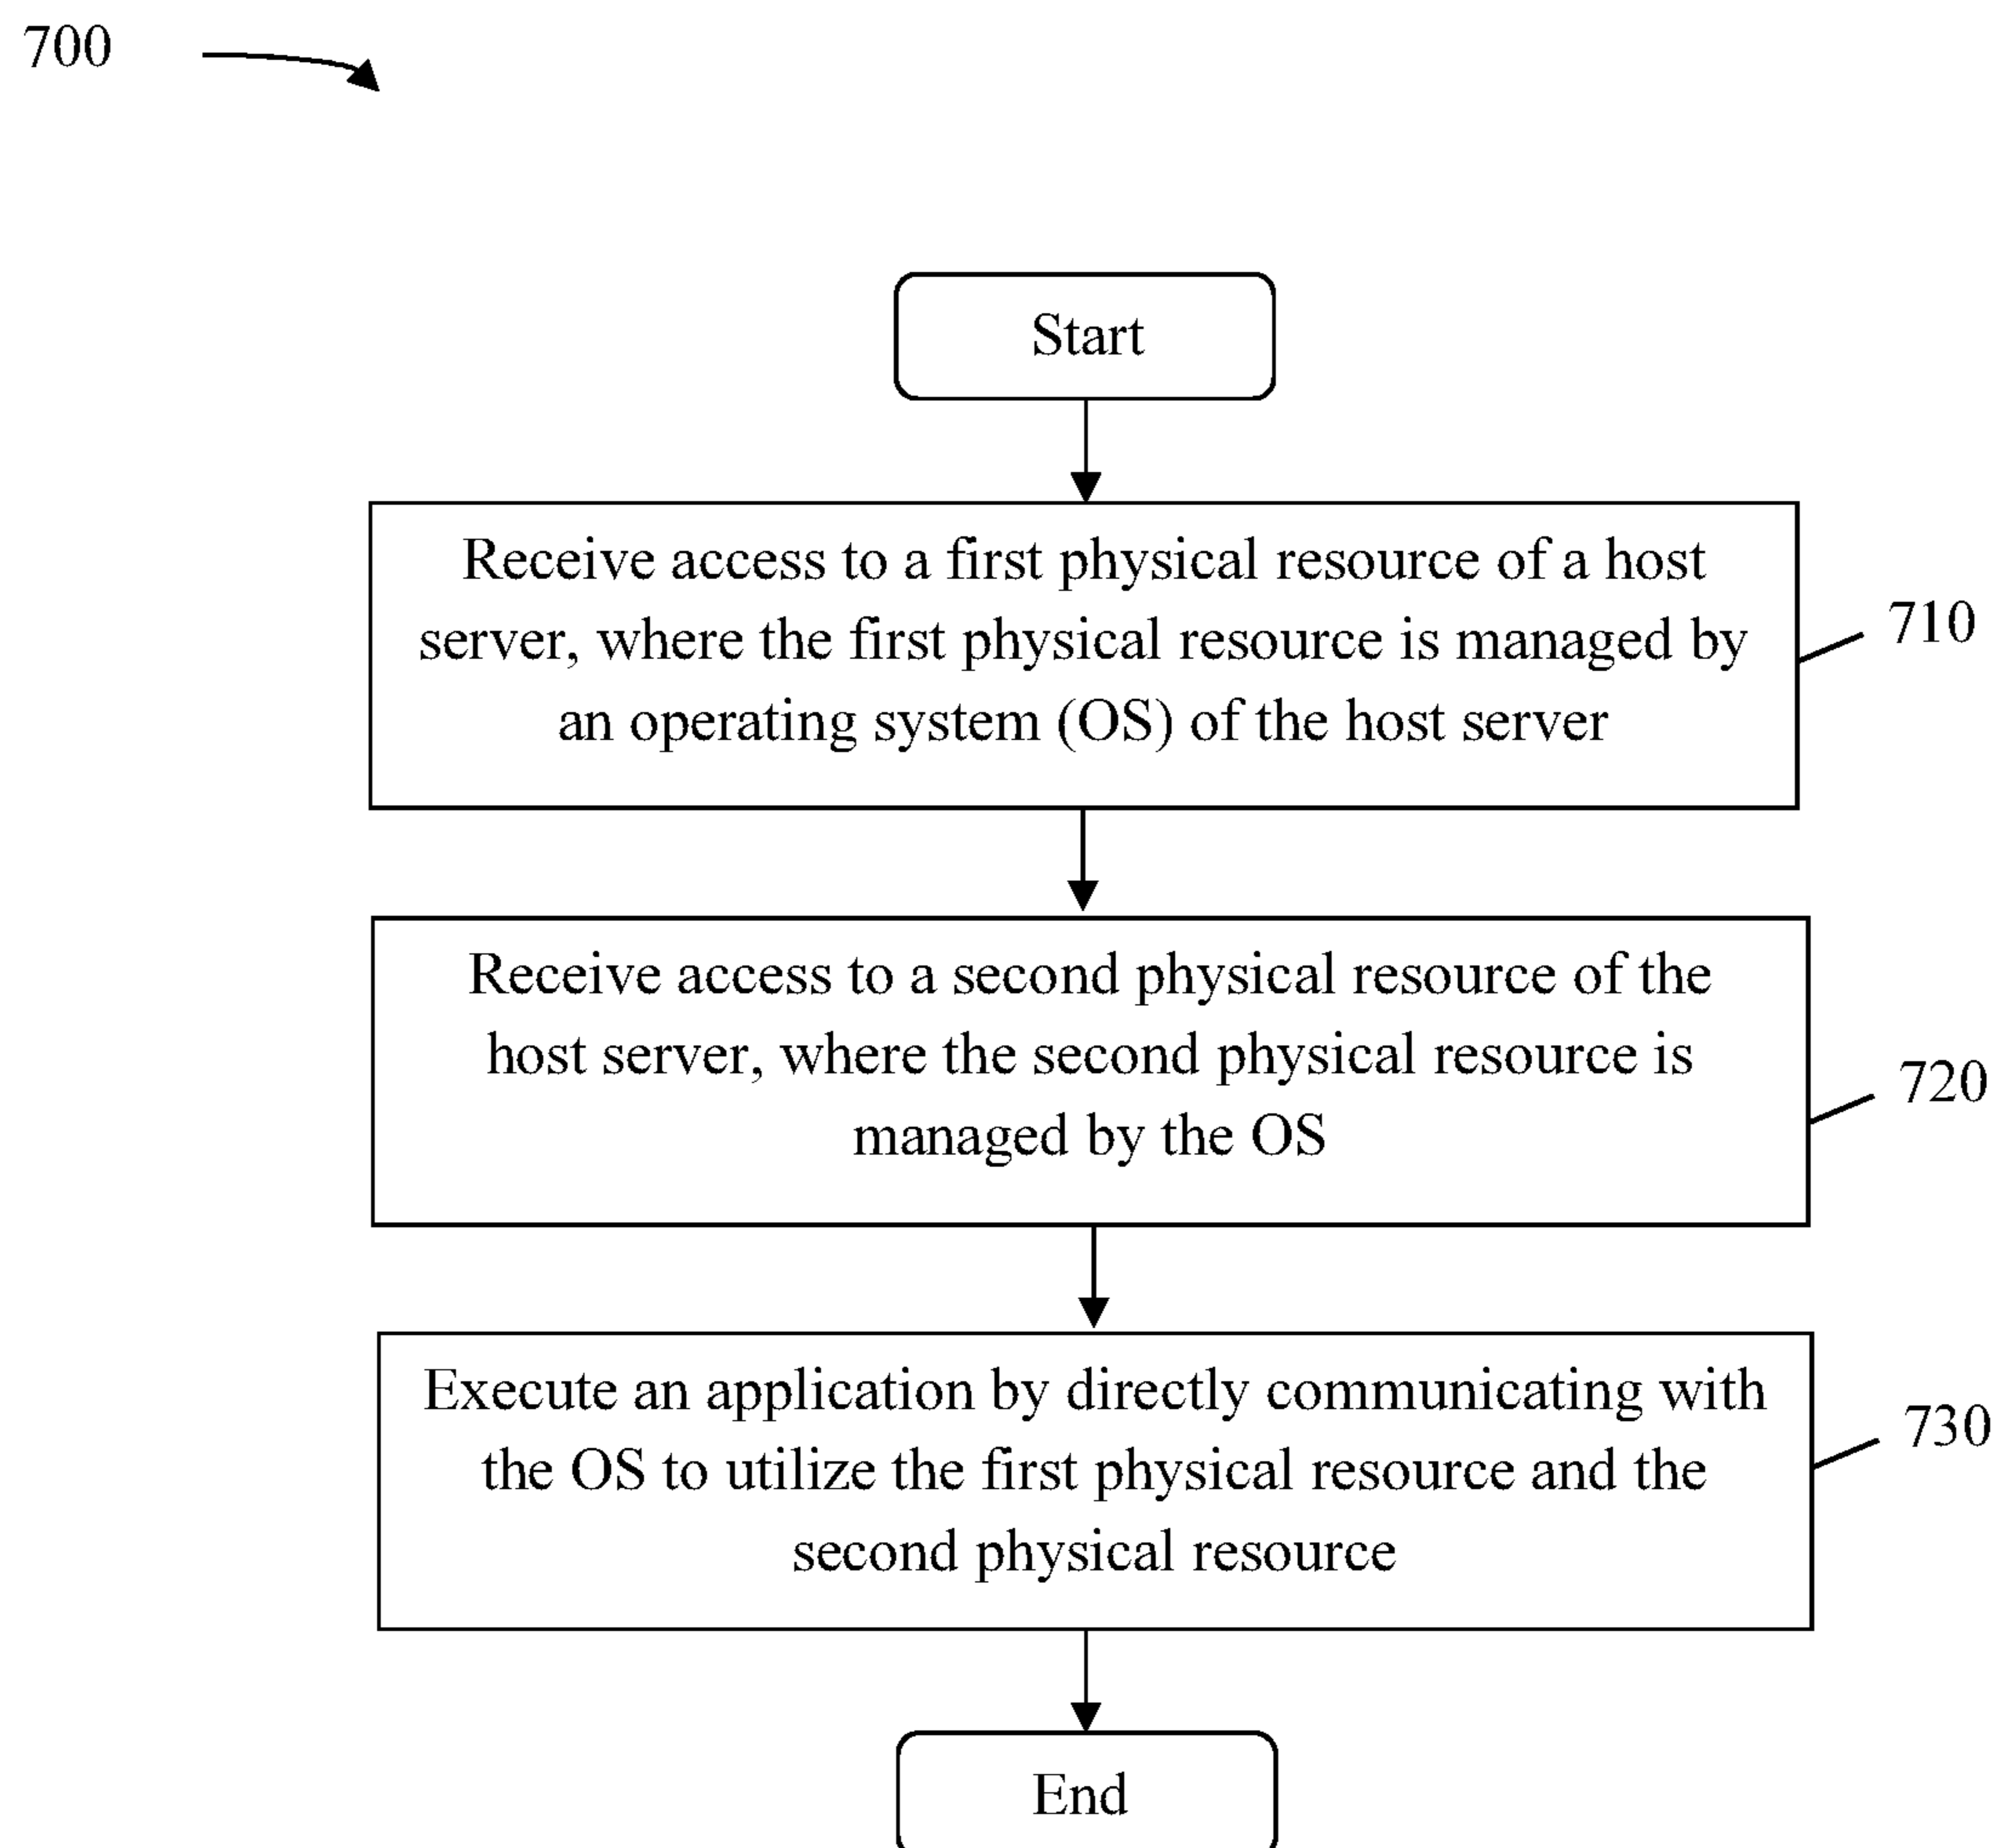 700
Start
Receive access to a first physical resource of a host
server, where the first physical resource is managed by
an operating system (OS) of the host server
710
Receive access to a second physical resource of the
host server, where the second physical resource is
managed by the OS
720
Execute an application by directly communicating with
the OS to utilize the first physical resource and the
second physical resource
730
End